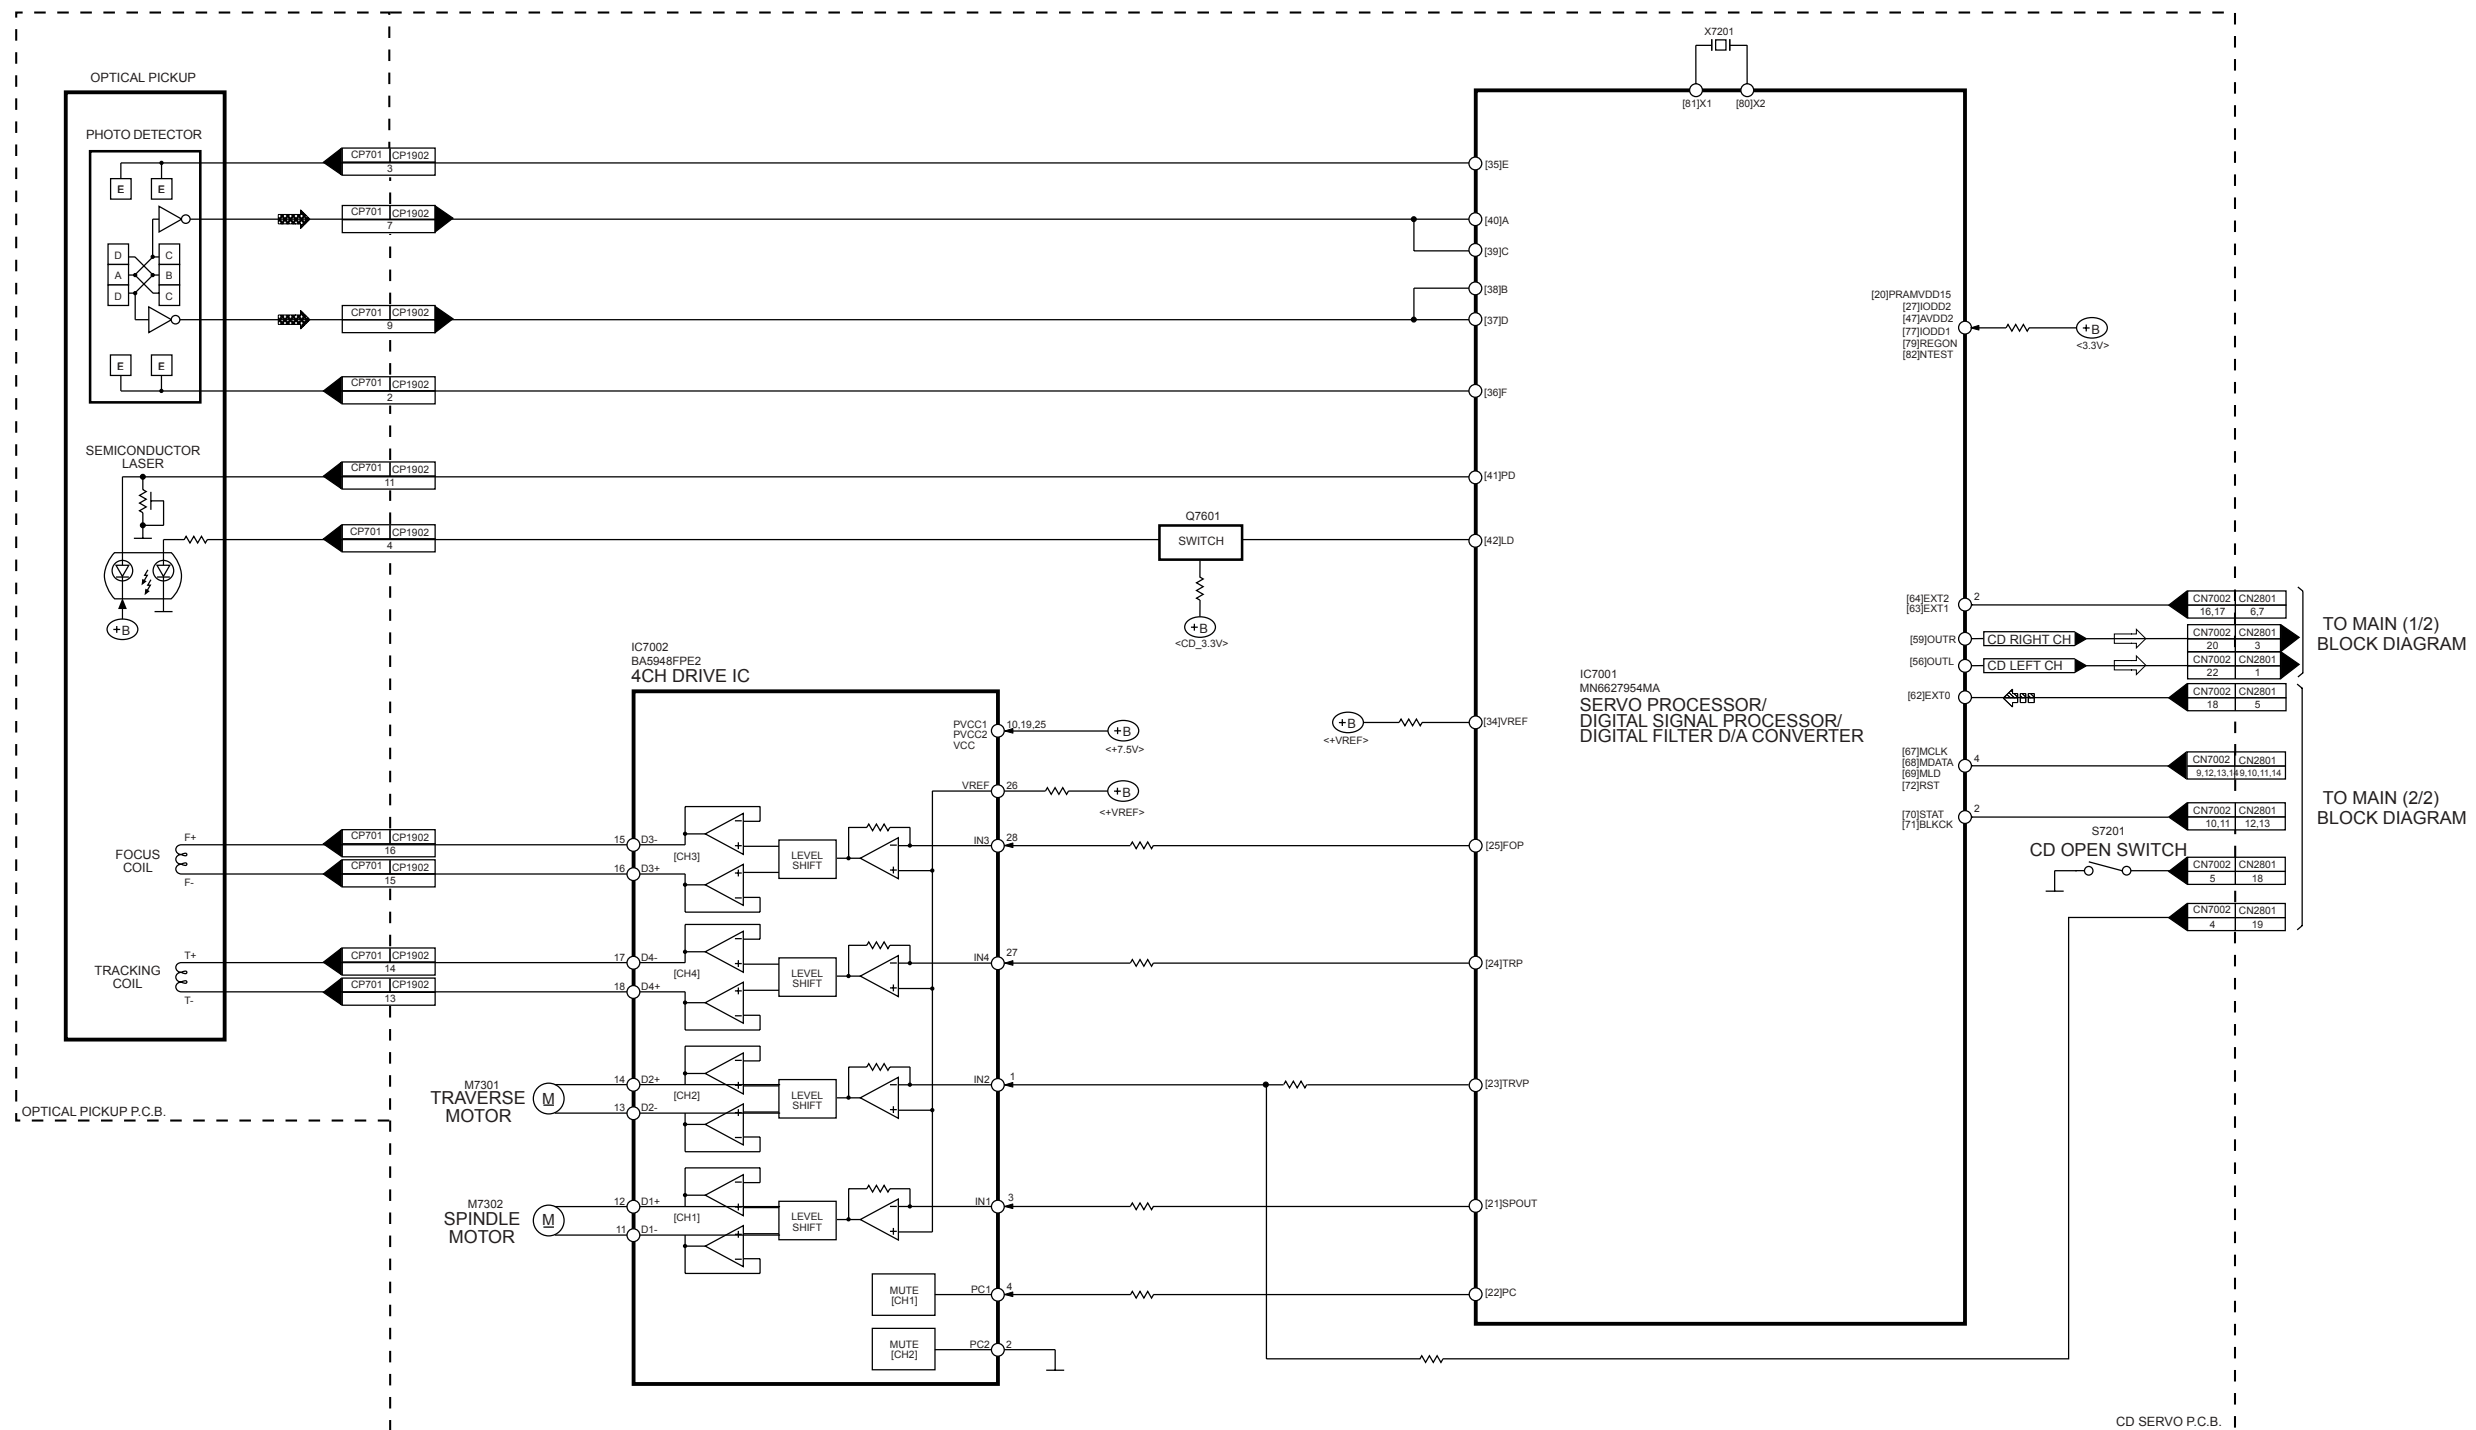 X7201
[81]X1
[80]X2
OPTICAL PICKUP
PHOTO DETECTOR
E
E
D
C
A
B
D
C
E
E
CP701 CP1902
3
CP701 CP1902
7
CP701 CP1902
9
CP701 CP1902
2
CP701 CP1902
11
CP701 CP1902
4
[35]E
[40]A
[39]C
[38]B
[37]D
[36]F
[41]PD
[42]LD
[20]PRAMVDD15
[27]IODD2
[47]AVDD2
[77]IODD1
[79]REGON
[82]NTEST
+B
<3.3V>
SEMICONDUCTOR
LASER
+B
Q7601
SWITCH
+B
<CD_3.3V>
[64]EXT2
[63]EXT1
2
CN7002 CN2801
16,17 6,7
[59]OUTR
CD RIGHT CH
CN7002 CN2801
20 3
[56]OUTL
CD LEFT CH
CN7002 CN2801
22 1
TO MAIN (1/2)
BLOCK DIAGRAM
[62]EXT0
CN7002 CN2801
18 5
[67]MCLK
[68]MDATA
[69]MLD
[72]RST
4
CN7002 CN2801
9,12,13,14 9,10,11,14
[70]STAT
[71]BLKCK
2
CN7002 CN2801
10,11 12,13
S7201
CD OPEN SWITCH
CN7002 CN2801
5 18
CN7002 CN2801
4 19
TO MAIN (2/2)
BLOCK DIAGRAM
IC7001
MN6627954MA
SERVO PROCESSOR/
DIGITAL SIGNAL PROCESSOR/
DIGITAL FILTER D/A CONVERTER
+B
<+VREF>
[34]VREF
IC7002
BA5948FPE2
4CH DRIVE IC
PVCC1
PVCC2
VCC
10,19,25
+B
<+7.5V>
VREF
26
+B
<+VREF>
FOCUS
COIL
F+
F-
CP701 CP1902
16
CP701 CP1902
15
15
D3-
16
D3+
[CH3]
LEVEL
SHIFT
IN3
28
[25]FOP
TRACKING
COIL
T+
T-
CP701 CP1902
14
CP701 CP1902
13
17
D4-
18
D4+
[CH4]
LEVEL
SHIFT
IN4
27
[24]TRP
M7301
TRAVERSE
MOTOR
M
14
D2+
13
D2-
[CH2]
LEVEL
SHIFT
IN2
1
[23]TRVP
M7302
SPINDLE
MOTOR
M
12
D1+
11
D1-
[CH1]
LEVEL
SHIFT
IN1
3
[21]SPOUT
MUTE
[CH1]
PC1
4
[22]PC
MUTE
[CH2]
PC2
2
OPTICAL PICKUP P.C.B.
CD SERVO P.C.B.